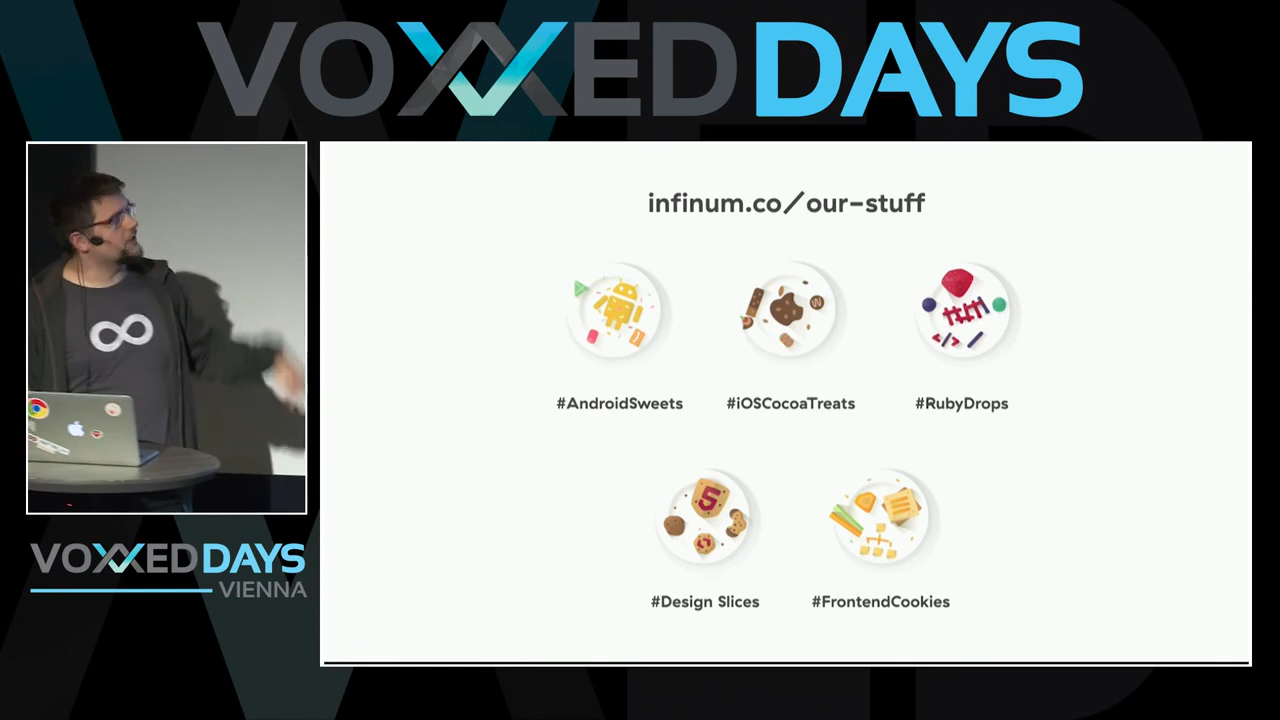 VOXXED DAYS
infinum.co/our-stuff
#AndroidSweets
#iOSCocoaTreats
#RubyDrops
#Design Slices
#FrontendCookies
VOXXED DAYS
VIENNA